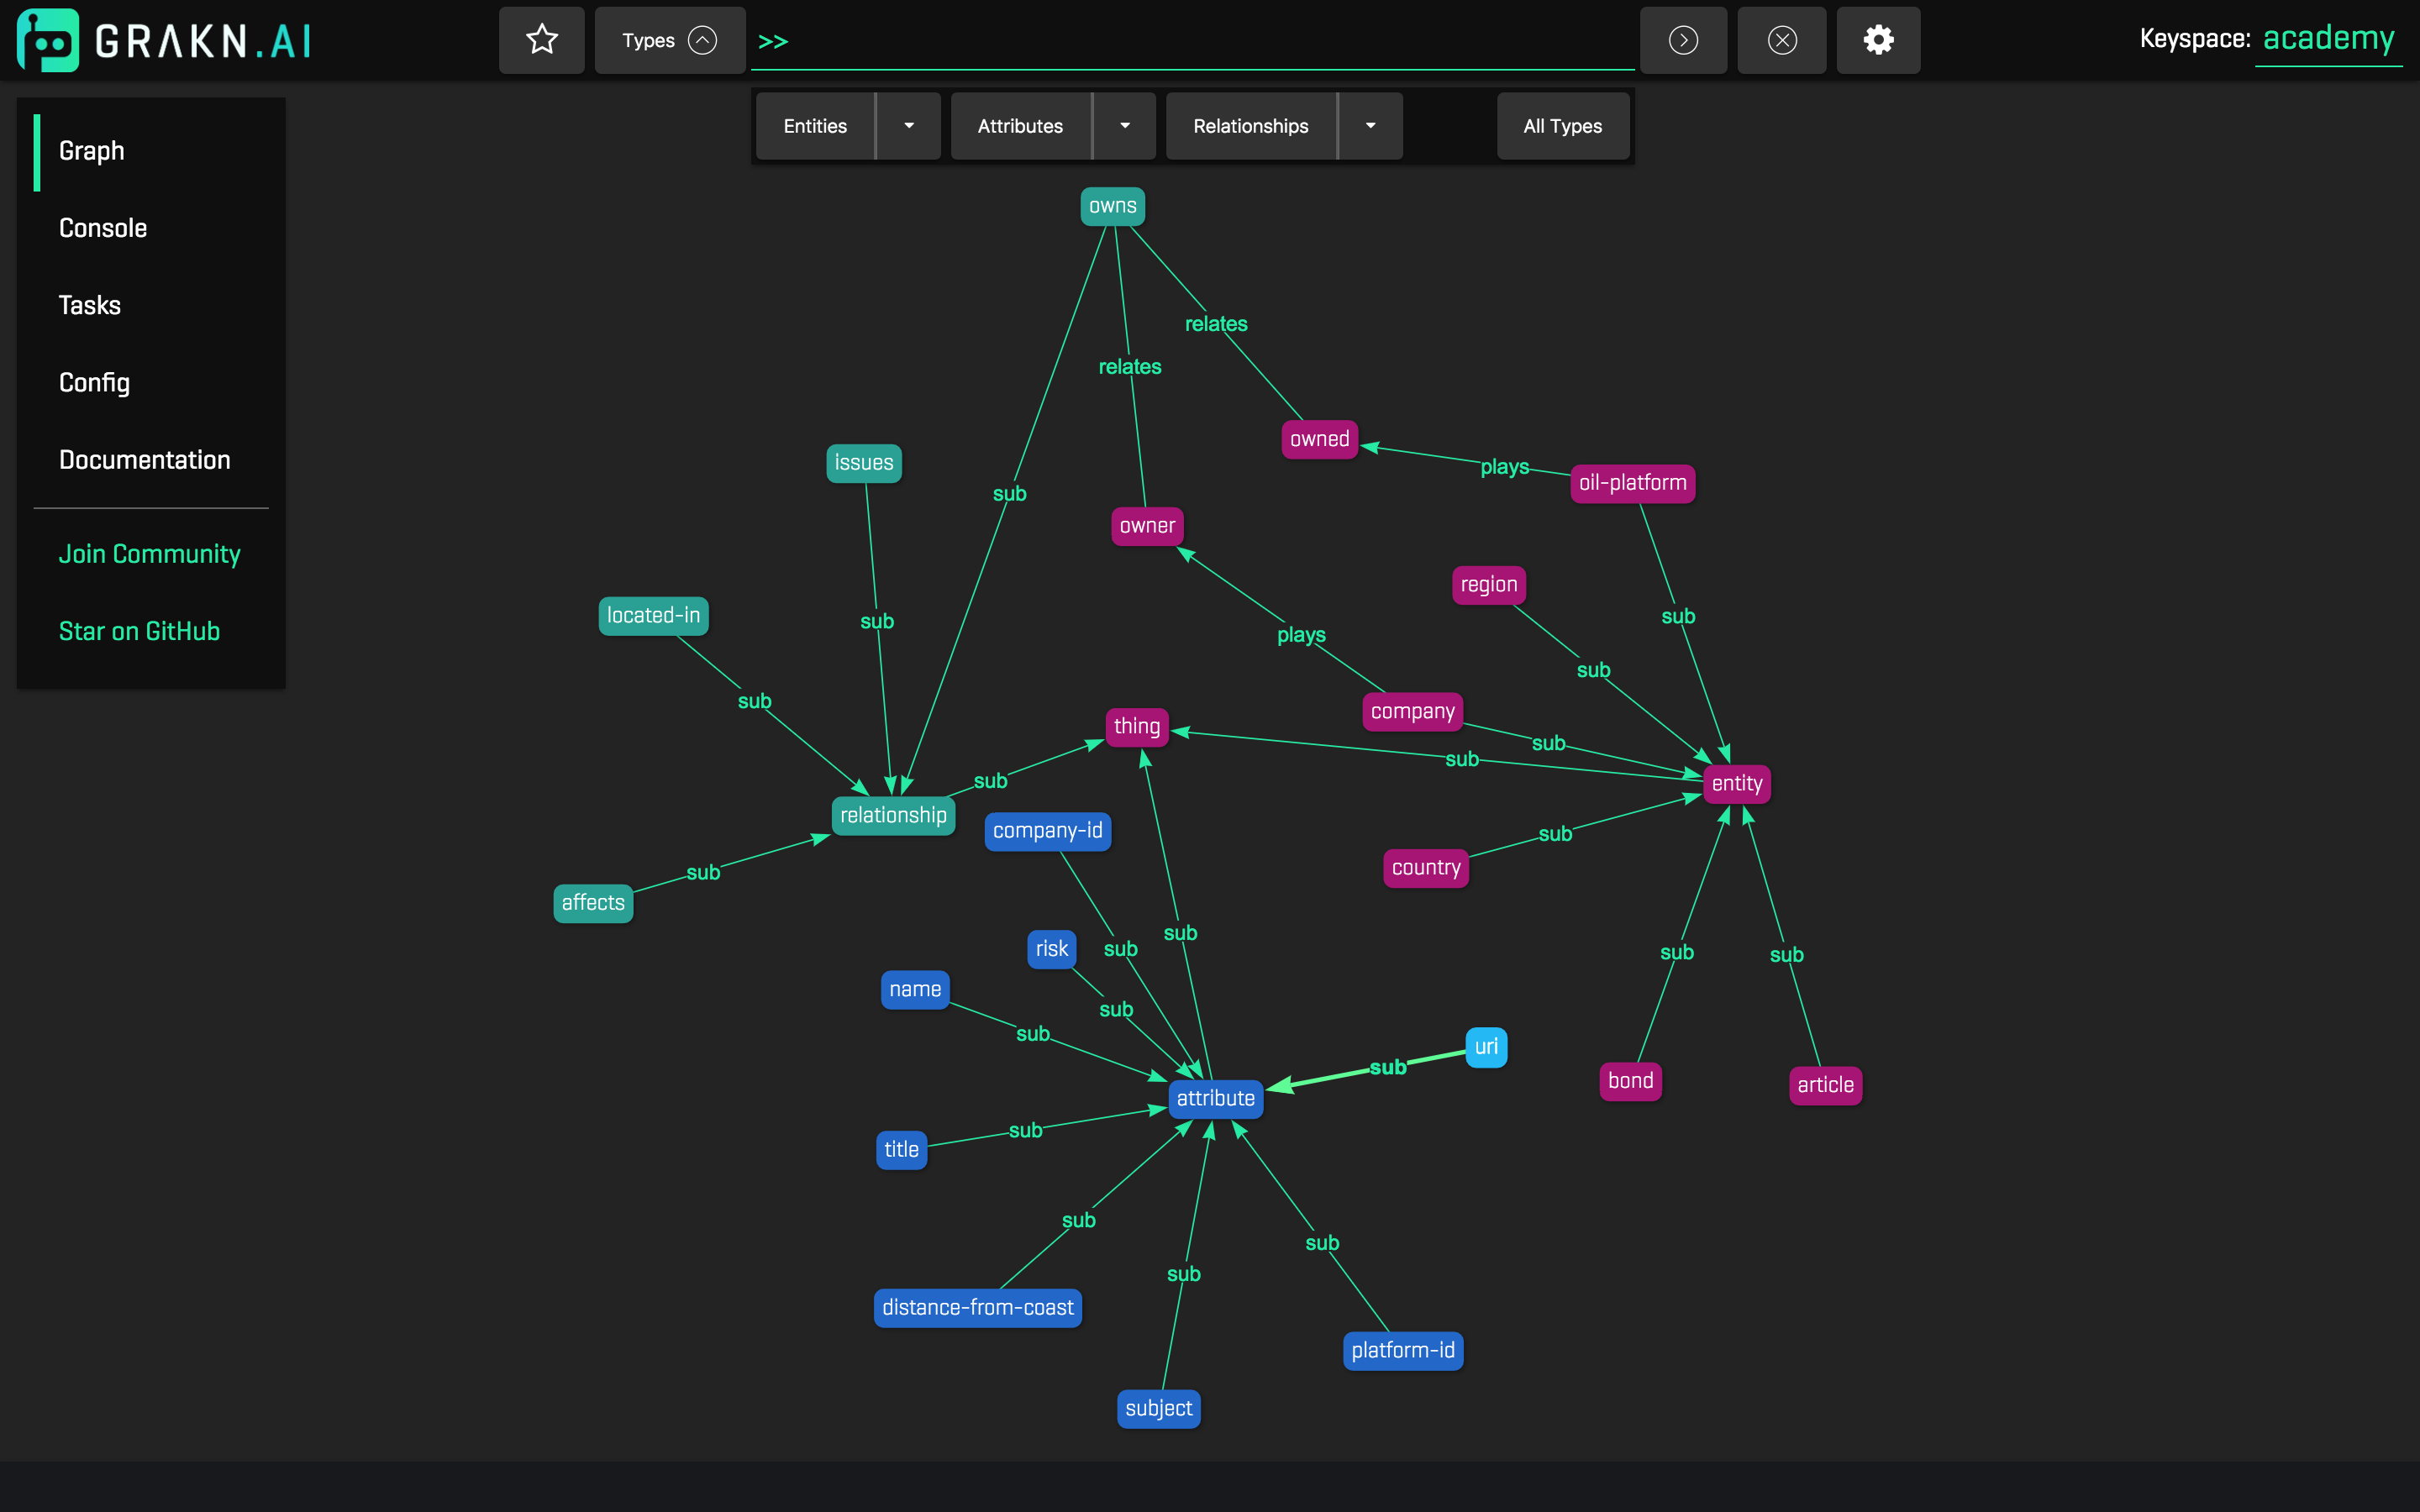 GRAKN.AI
Types
>>
Keyspace: academy
Entities
Attributes
Relationships
All Types
Graph
Console
Tasks
Config
Documentation
Join Community
Star on GitHub
owns
relates
relates
owned
issues
plays
oil-platform
sub
owner
region
located-in
sub
sub
plays
sub
sub
company
thing
sub
sub
sub
entity
relationship
company-id
sub
country
sub
affects
sub
risk
sub
sub
sub
name
sub
sub
uri
sub
bond
article
attribute
title
sub
sub
sub
sub
distance-from-coast
platform-id
subject